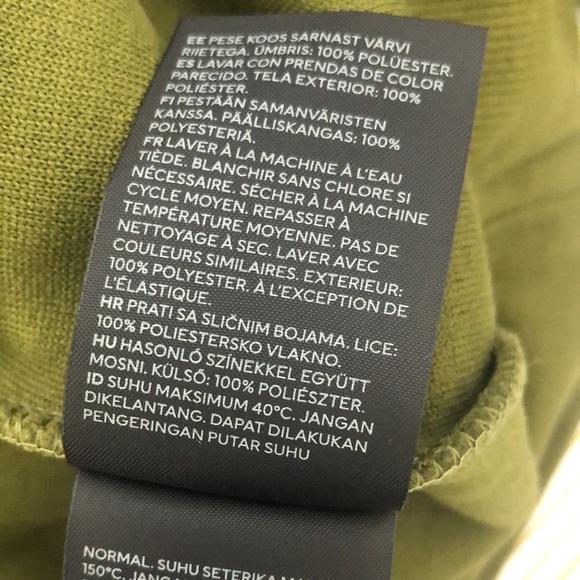 EE PESE KOOS SARNAST VÄRVI
RIIETEGA. ÜMBRIS: 100% POLÜESTER.
ES LAVAR CON PRENDAS DE COLOR
PARECIDO. TELA EXTERIOR: 100%
POLIÉSTER.
FI PESTÄÄN SAMANVÄRISTEN
KANSSA. PÄÄLLISKANGAS: 100%
POLYESTERIÄ.
FR LAVER À LA MACHINE À L'EAU
TIÈDE. BLANCHIR SANS CHLORE SI
NÉCESSAIRE. SÉCHER À LA MACHINE
CYCLE MOYEN. REPASSER À
TEMPÉRATURE MOYENNE. PAS DE
NETTOYAGE À SEC. LAVER AVEC
COULEURS SIMILAIRES. EXTERIEUR:
100% POLYESTER. À L'EXCEPTION DE
L'ÉLASTIQUE.
HR PRATI SA SLIČNIM BOJAMA. LICE:
100% POLIESTERSKO VLAKNO.
HU HASONLÓ SZÍNEKKEL EGYÜTT
MOSNI. KÜLSŐ: 100% POLIÉSZTER.
ID SUHU MAKSIMUM 40°C. JANGAN
DIKELANTANG. DAPAT DILAKUKAN
PENGERINGAN PUTAR SUHU
NORMAL. SUHU SETERIKA
150°C. JANGAN